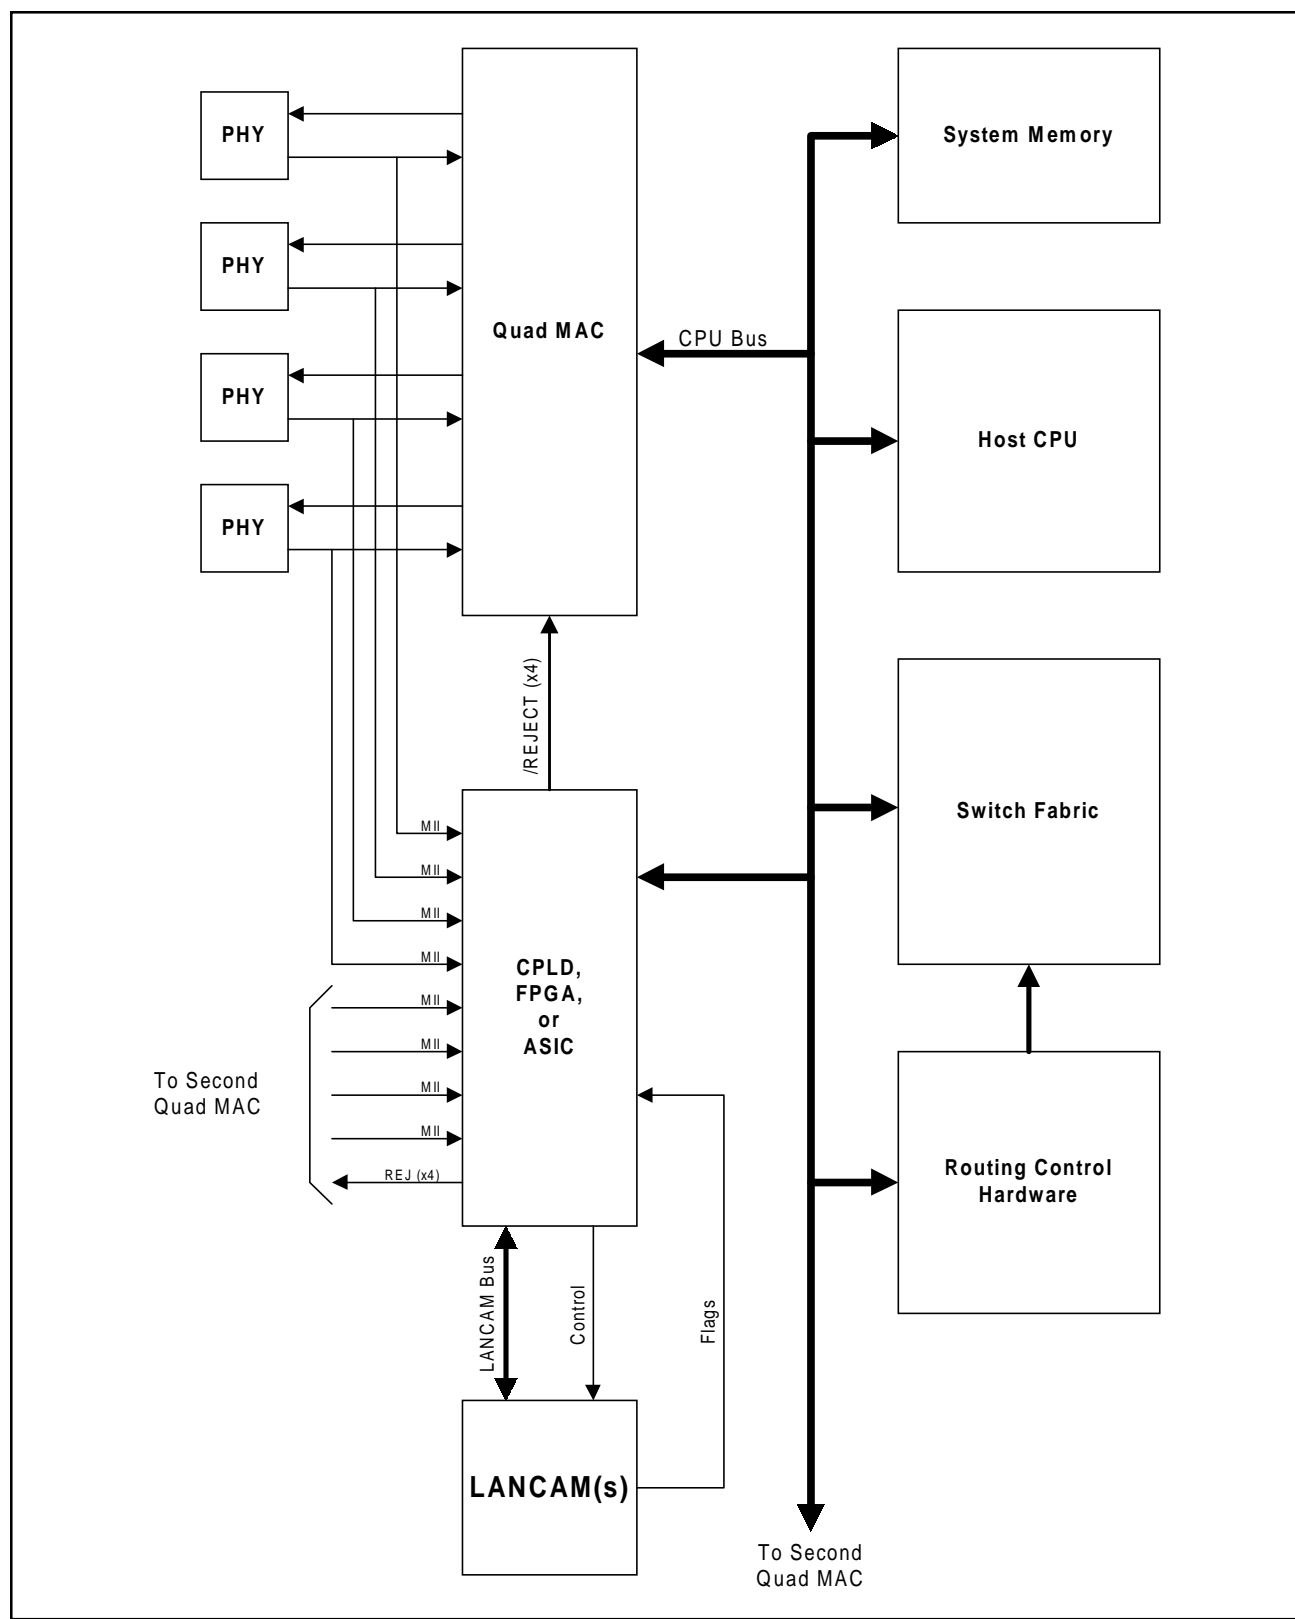 PHY
PHY
PHY
PHY
Quad MAC
CPU Bus
System Memory
Host CPU
/REJECT (x4)
Switch Fabric
MII
MII
MII
MII
MII
MII
MII
MII
REJ (x4)
CPLD,
FPGA,
or
ASIC
To Second
Quad MAC
Routing Control
Hardware
LANCAM Bus
Control
Flags
LANCAM(s)
To Second
Quad MAC